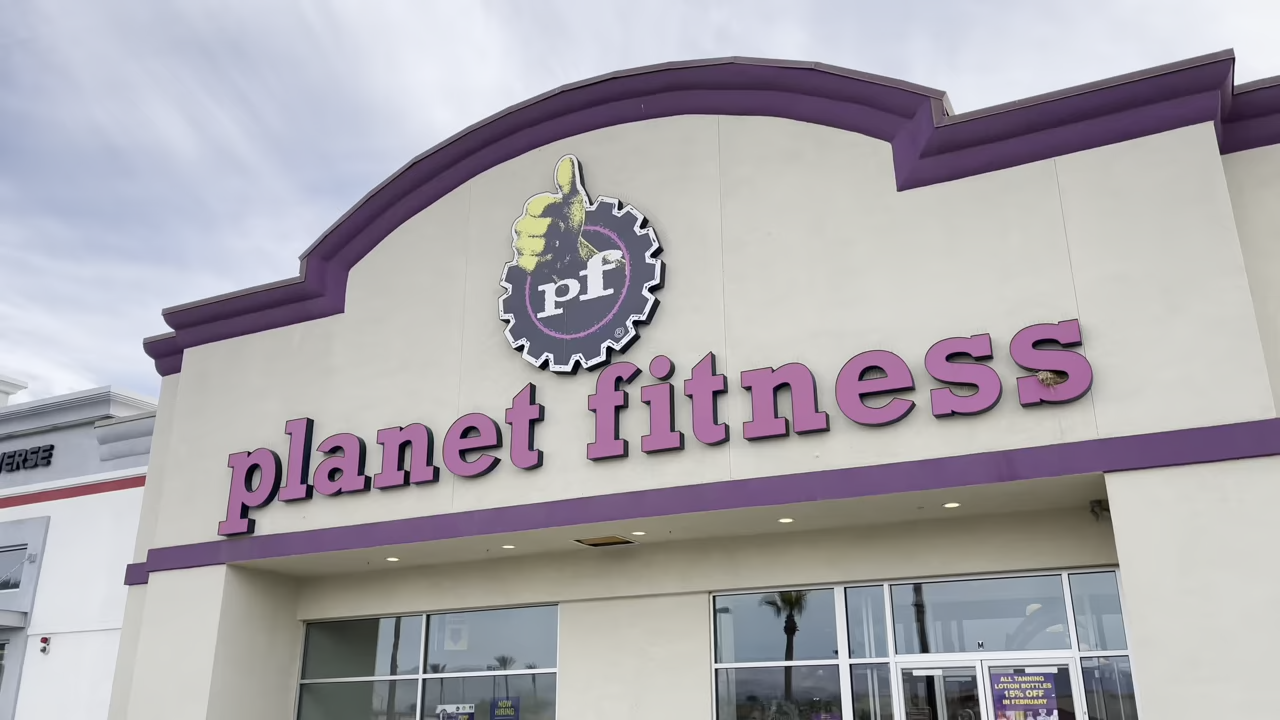 pf
®
planet fitness
VERSE
M
NOW
HIRING
ALL TANNING
LOTION BOTTLES
15% OFF
IN FEBRUARY